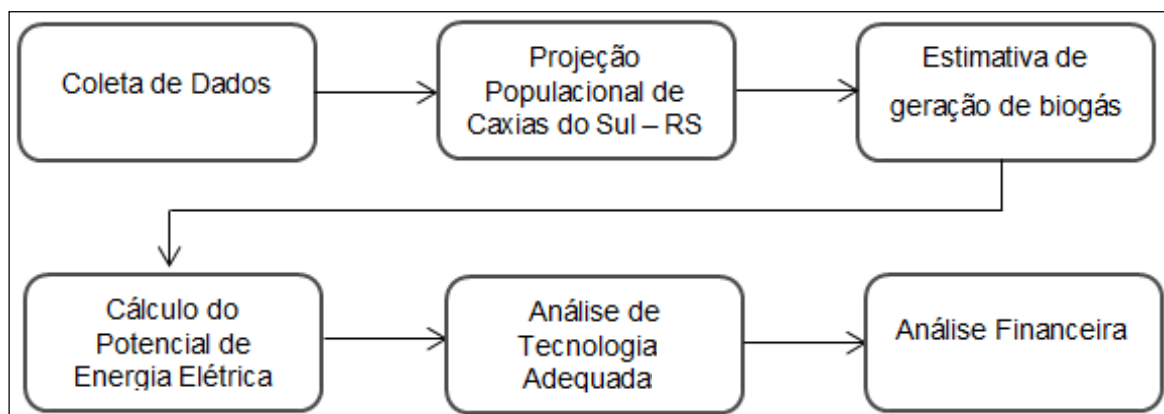 Coleta de Dados
Projeção
Populacional de
Caxias do Sul – RS
Estimativa de
geração de biogás
Cálculo do
Potencial de
Energia Elétrica
Análise de
Tecnologia
Adequada
Análise Financeira